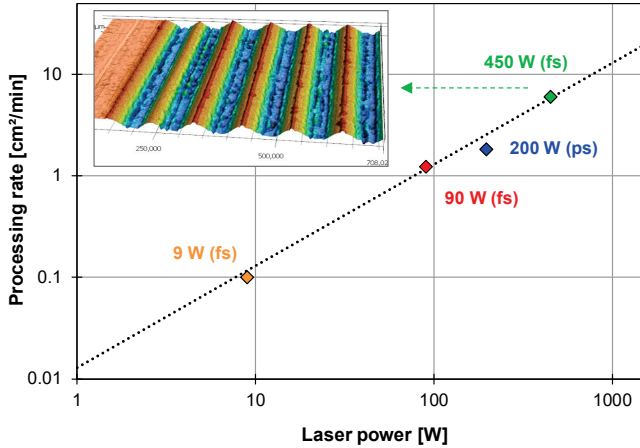 µm
250,000
500,000
708,02
Processing rate [cm²/min]
10
1
0.1
0.01
450 W (fs)
200 W (ps)
90 W (fs)
9 W (fs)
1
10
100
1000
Laser power [W]